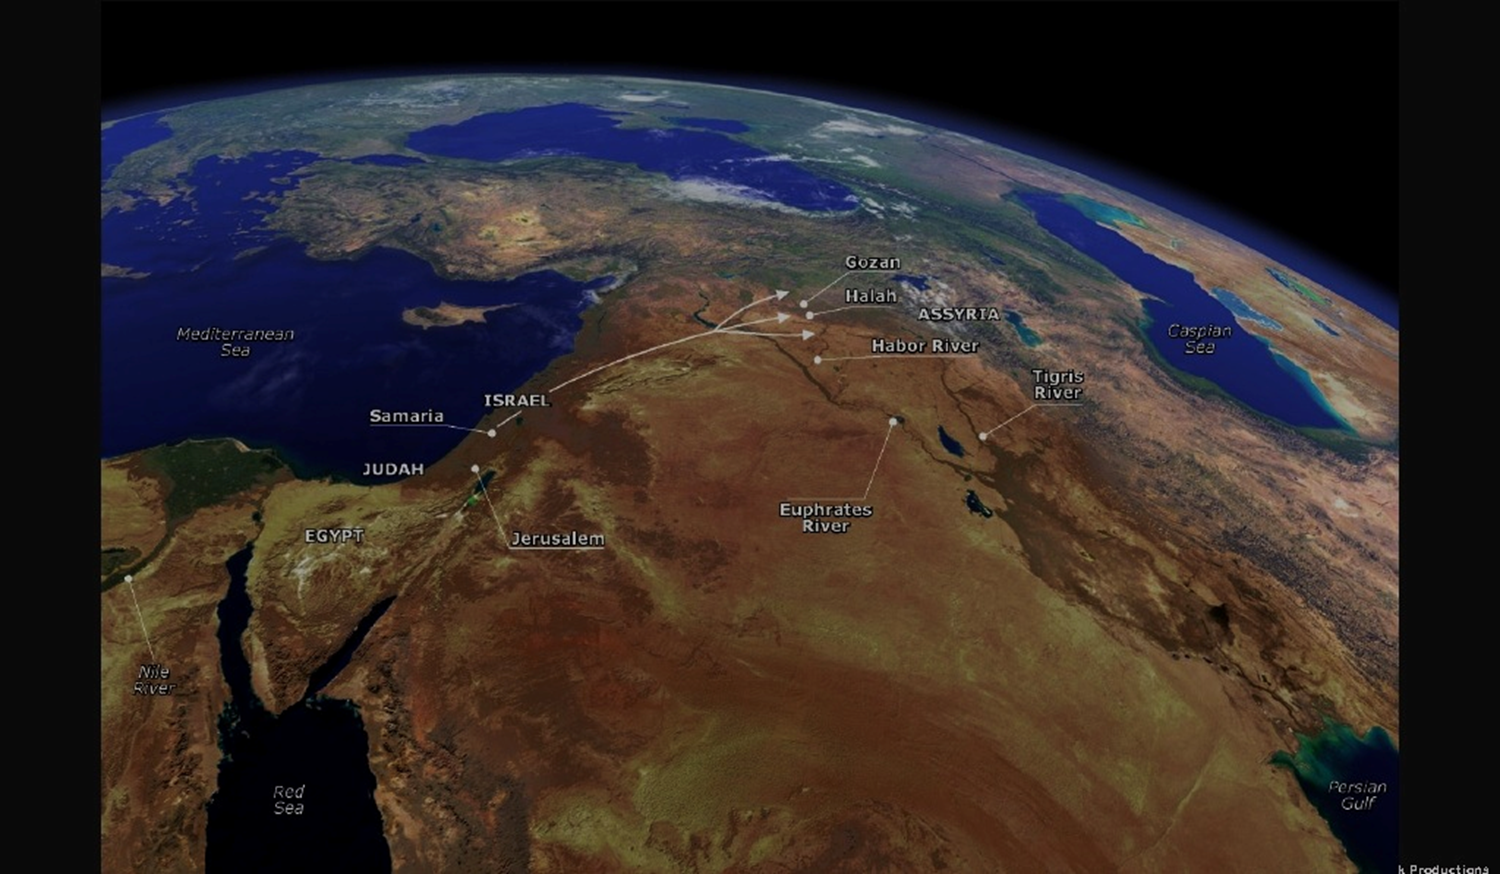 Gozan
Halah
ASSYRIA
Mediterranean
Sea
Caspian
Sea
Habor River
Tigris
River
ISRAEL
Samaria
JUDAH
Euphrates
River
EGYPT
Jerusalem
Nile
River
Red
Sea
Persian
Gulf
k Productions